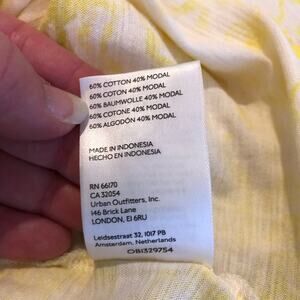 60% COTTON 40% MODAL
60% COTON 40% MODAL
60% BAUMWOLLE 40% MODAL
60% COTONE 40% MODAL
60% ALGODÓN 40% MODAL
MADE IN INDONESIA
HECHO EN INDONESIA
RN 66170
CA 32054
Urban Outfitters, Inc.
146 Brick Lane
LONDON, E1 6RU
Leidsestraat 32, 1017 PB
Amsterdam, Netherlands
OB1329754